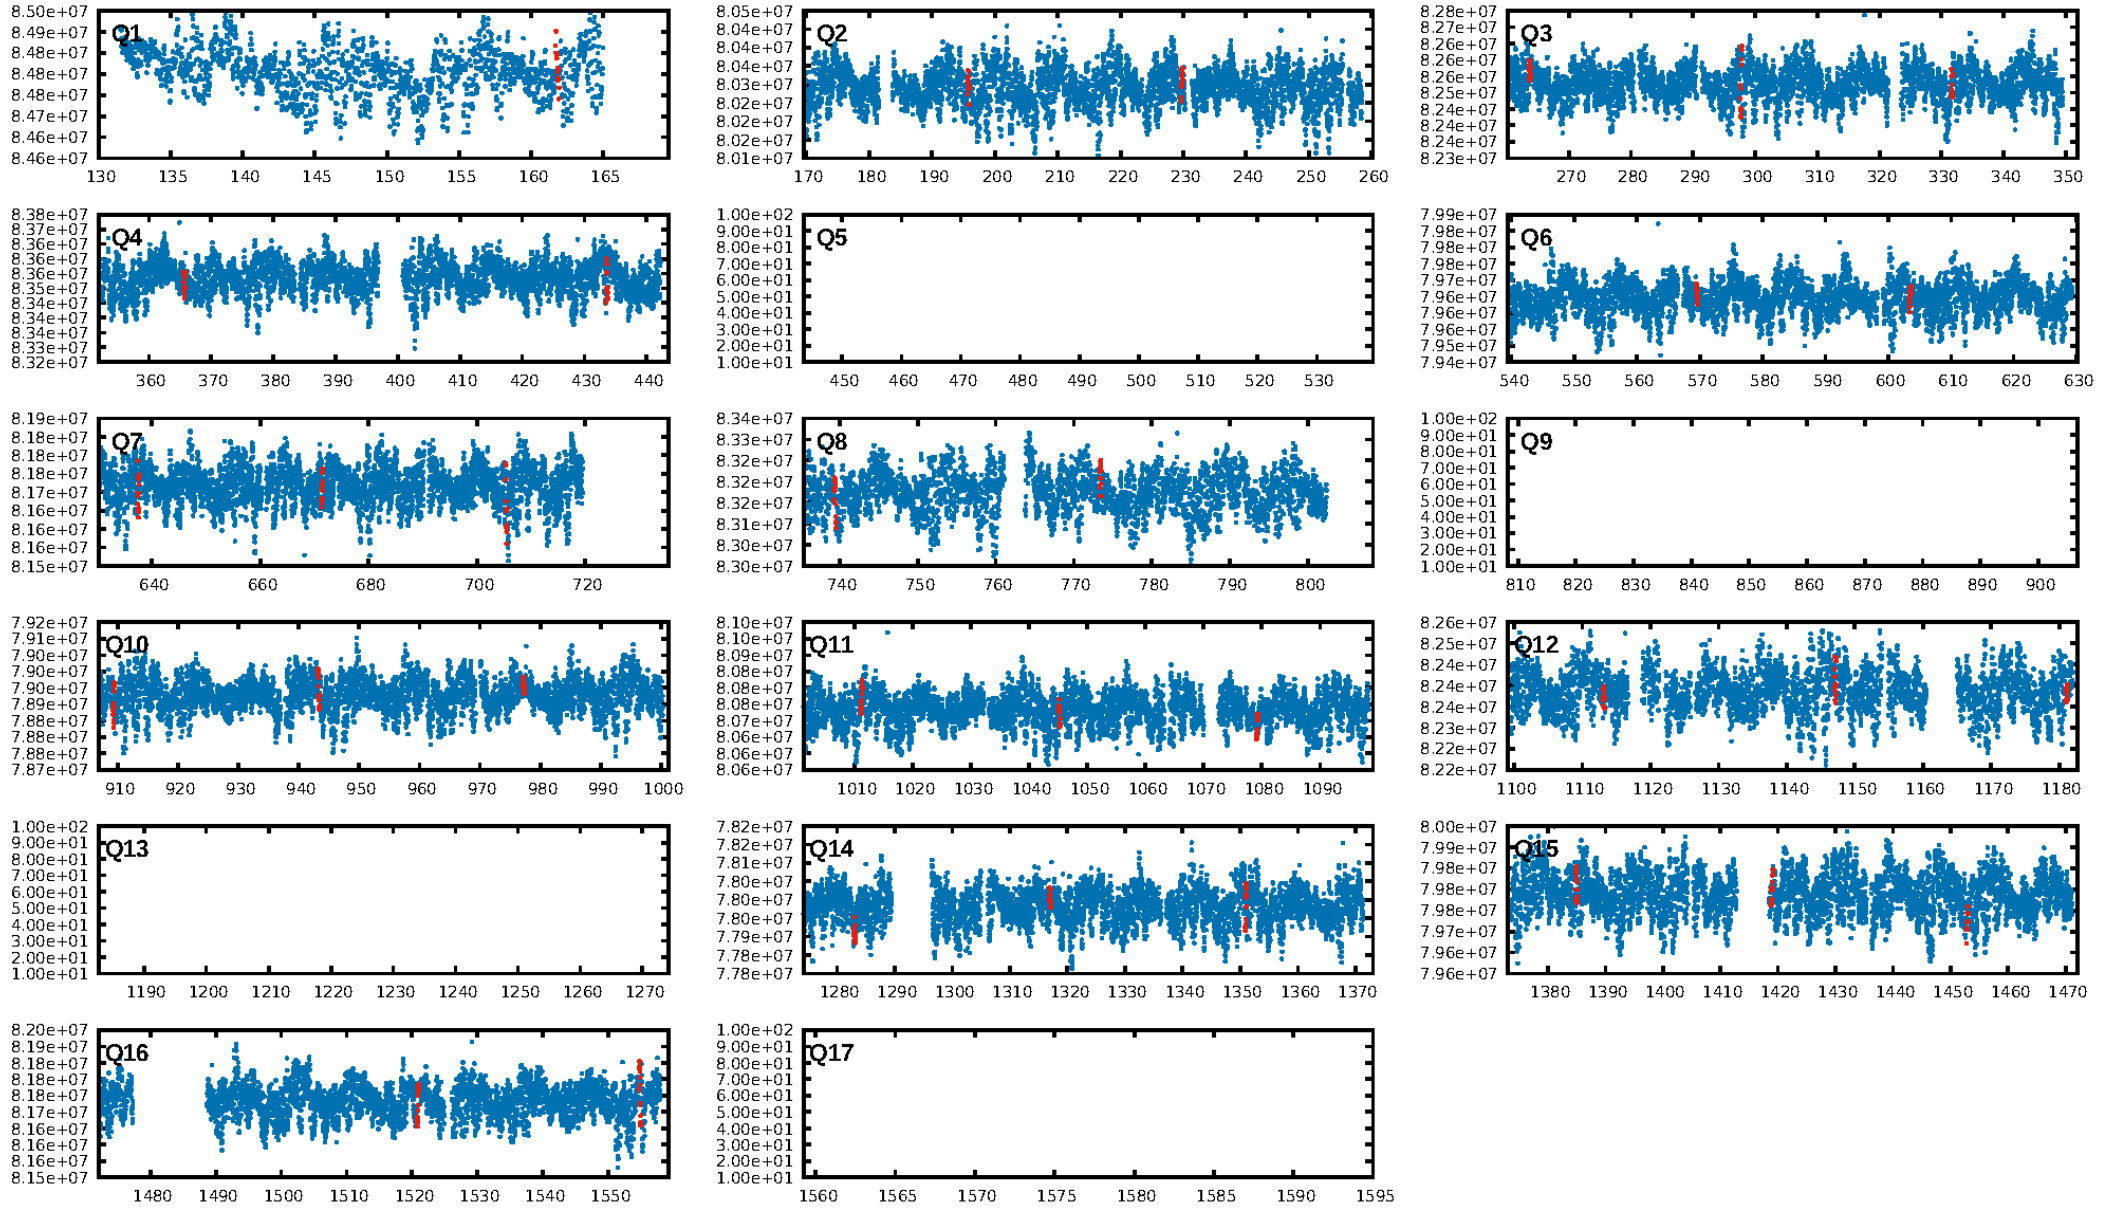 8.50e+07
8.49e+07
8.48e+07
8.48e+07
8.48e+07
8.47e+07
8.46e+07
8.46e+07
Q1
130 135 140 145 150 155 160 165
8.05e+07
8.04e+07
8.04e+07
8.04e+07
8.03e+07
8.02e+07
8.02e+07
8.02e+07
8.01e+07
Q2
170 180 190 200 210 220 230 240 250 260
8.28e+07
8.27e+07
8.26e+07
8.26e+07
8.26e+07
8.25e+07
8.24e+07
8.24e+07
8.24e+07
8.23e+07
Q3
270 280 290 300 310 320 330 340 350
8.38e+07
8.37e+07
8.36e+07
8.36e+07
8.36e+07
8.35e+07
8.34e+07
8.34e+07
8.34e+07
8.33e+07
8.32e+07
Q4
360 370 380 390 400 410 420 430 440
1.00e+02
9.00e+01
8.00e+01
7.00e+01
6.00e+01
5.00e+01
4.00e+01
3.00e+01
2.00e+01
1.00e+01
Q5
450 460 470 480 490 500 510 520 530
7.99e+07
7.98e+07
7.98e+07
7.97e+07
7.96e+07
7.96e+07
7.96e+07
7.95e+07
7.94e+07
Q6
540 550 560 570 580 590 600 610 620 630
8.19e+07
8.18e+07
8.18e+07
8.18e+07
8.17e+07
8.16e+07
8.16e+07
8.16e+07
8.15e+07
Q7
640 660 680 700 720
8.34e+07
8.33e+07
8.32e+07
8.32e+07
8.32e+07
8.31e+07
8.30e+07
8.30e+07
Q8
740 750 760 770 780 790 800
1.00e+02
9.00e+01
8.00e+01
7.00e+01
6.00e+01
5.00e+01
4.00e+01
3.00e+01
2.00e+01
1.00e+01
Q9
810 820 830 840 850 860 870 880 890 900
7.92e+07
7.91e+07
7.90e+07
7.90e+07
7.90e+07
7.89e+07
7.88e+07
7.88e+07
7.88e+07
7.87e+07
Q10
910 920 930 940 950 960 970 980 990 1000
8.10e+07
8.10e+07
8.09e+07
8.08e+07
8.08e+07
8.08e+07
8.07e+07
8.06e+07
8.06e+07
Q11
1010 1020 1030 1040 1050 1060 1070 1080 1090
8.26e+07
8.25e+07
8.24e+07
8.24e+07
8.24e+07
8.23e+07
8.22e+07
8.22e+07
Q12
1100 1110 1120 1130 1140 1150 1160 1170 1180
1.00e+02
9.00e+01
8.00e+01
7.00e+01
6.00e+01
5.00e+01
4.00e+01
3.00e+01
2.00e+01
1.00e+01
Q13
1190 1200 1210 1220 1230 1240 1250 1260 1270
7.82e+07
7.82e+07
7.81e+07
7.80e+07
7.80e+07
7.80e+07
7.79e+07
7.78e+07
7.78e+07
Q14
1280 1290 1300 1310 1320 1330 1340 1350 1360 1370
8.00e+07
7.99e+07
7.98e+07
7.98e+07
7.98e+07
7.97e+07
7.96e+07
7.96e+07
Q15
1380 1390 1400 1410 1420 1430 1440 1450 1460 1470
8.20e+07
8.19e+07
8.18e+07
8.18e+07
8.18e+07
8.17e+07
8.16e+07
8.16e+07
8.16e+07
8.15e+07
Q16
1480 1490 1500 1510 1520 1530 1540 1550
1.00e+02
9.00e+01
8.00e+01
7.00e+01
6.00e+01
5.00e+01
4.00e+01
3.00e+01
2.00e+01
1.00e+01
Q17
1560 1565 1570 1575 1580 1585 1590 1595